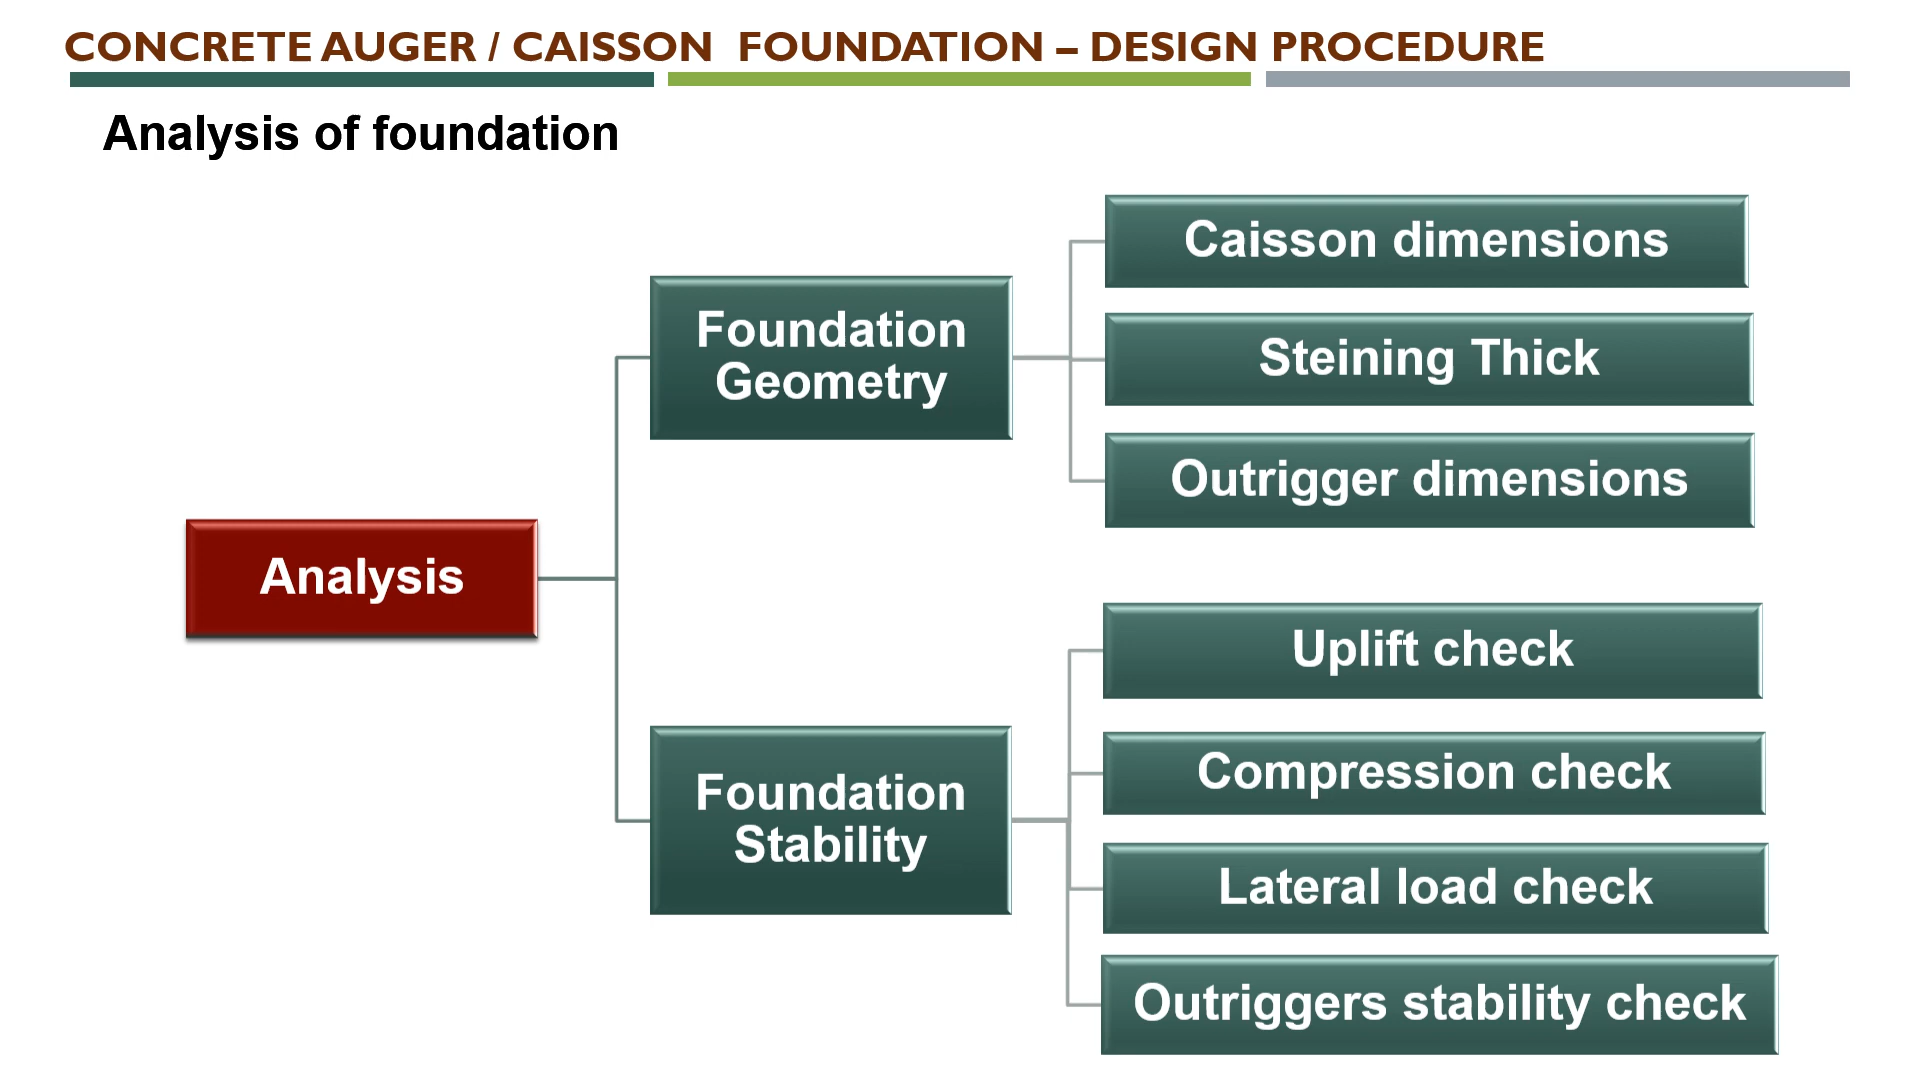 CONCRETE AUGER / CAISSON FOUNDATION – DESIGN PROCEDURE
Analysis of foundation
Analysis
Foundation
Geometry
Caisson dimensions
Steining Thick
Outrigger dimensions
Foundation
Stability
Uplift check
Compression check
Lateral load check
Outriggers stability check